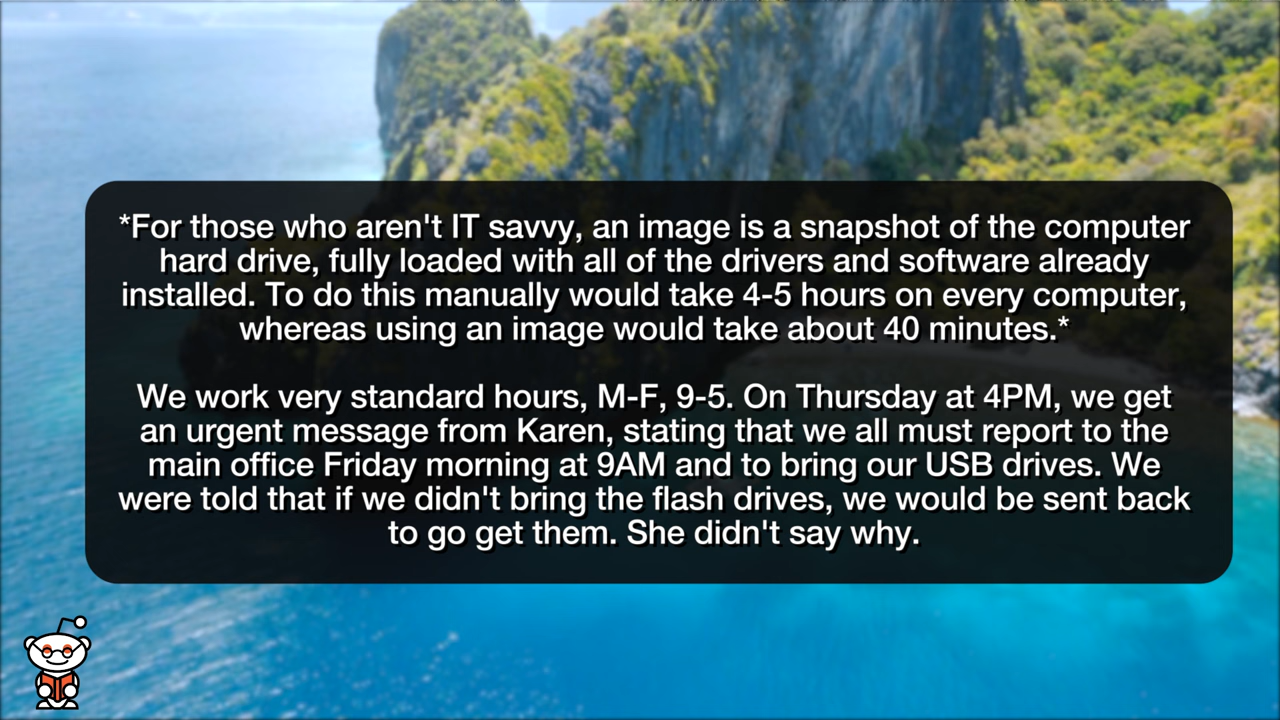 *For those who aren't IT savvy, an image is a snapshot of the computer
hard drive, fully loaded with all of the drivers and software already
installed. To do this manually would take 4-5 hours on every computer,
whereas using an image would take about 40 minutes.*
We work very standard hours, M-F, 9-5. On Thursday at 4PM, we get
an urgent message from Karen, stating that we all must report to the
main office Friday morning at 9AM and to bring our USB drives. We
were told that if we didn't bring the flash drives, we would be sent back
to go get them. She didn't say why.